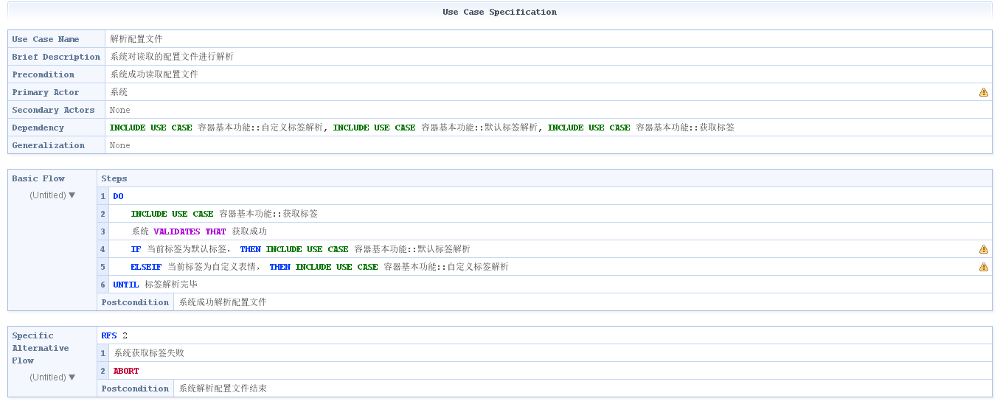 Use Case Specification
Use Case Name 解析配置文件
Brief Description 系统对读取的配置文件进行解析
Precondition 系统成功读取配置文件
Primary Actor 系统
Secondary Actors None
Dependency INCLUDE USE CASE 容器基本功能::自定义标签解析, INCLUDE USE CASE 容器基本功能::默认标签解析, INCLUDE USE CASE 容器基本功能::获取标签
Generalization None
Basic Flow Steps
(Untitled) ▼
1 DO
2 INCLUDE USE CASE 容器基本功能::获取标签
3 系统 VALIDATES THAT 获取成功
4 IF 当前标签为默认标签， THEN INCLUDE USE CASE 容器基本功能::默认标签解析
5 ELSEIF 当前标签为自定义表情， THEN INCLUDE USE CASE 容器基本功能::自定义标签解析
6 UNTIL 标签解析完毕
Postcondition 系统成功解析配置文件
Specific
Alternative
Flow
(Untitled) ▼
RFS 2
1 系统获取标签失败
2 ABORT
Postcondition 系统解析配置文件结束